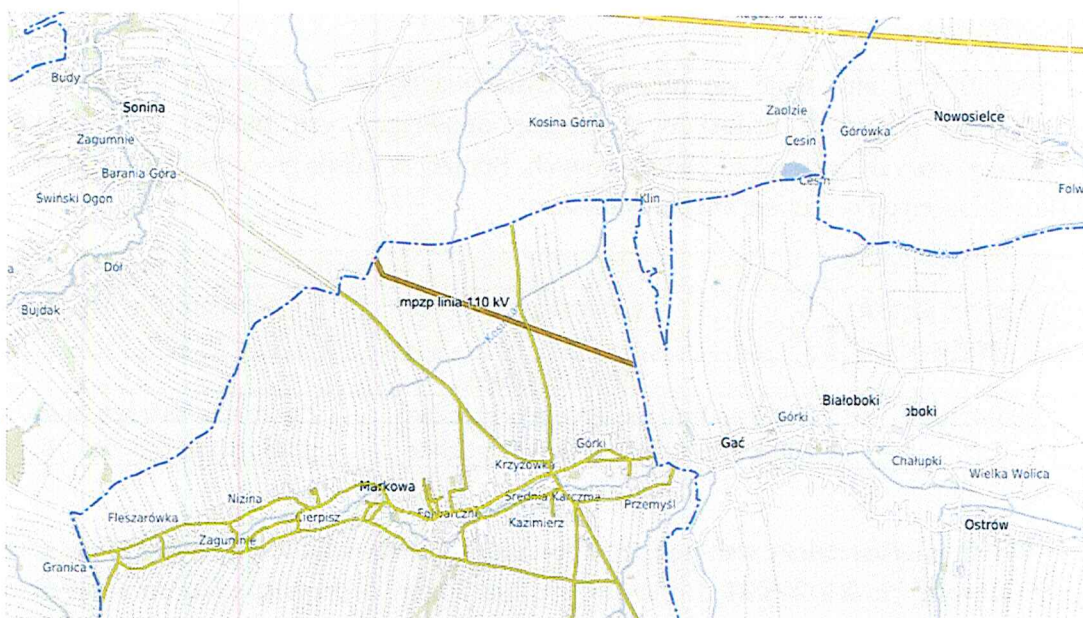 Budy
Sonina
Zagumnie
Barania Góra
Świński Ogon
Dół
Bujdak
Kosina Górna
Zaolzie
Cesin
Górówka
Nowosielce
Cesin
Klin
mpzp linia 110 kV
Białoboki
oboki
Górki
Gać
Chałupki
Wielka Wolica
Ostrów
Górki
Krzyżówka
Markowa
Nizina
Średnia Karczma
Przemyśl
Kazimierz
Fleszarówka
Cierpisz
Folwarczne
Zagumnie
Granica